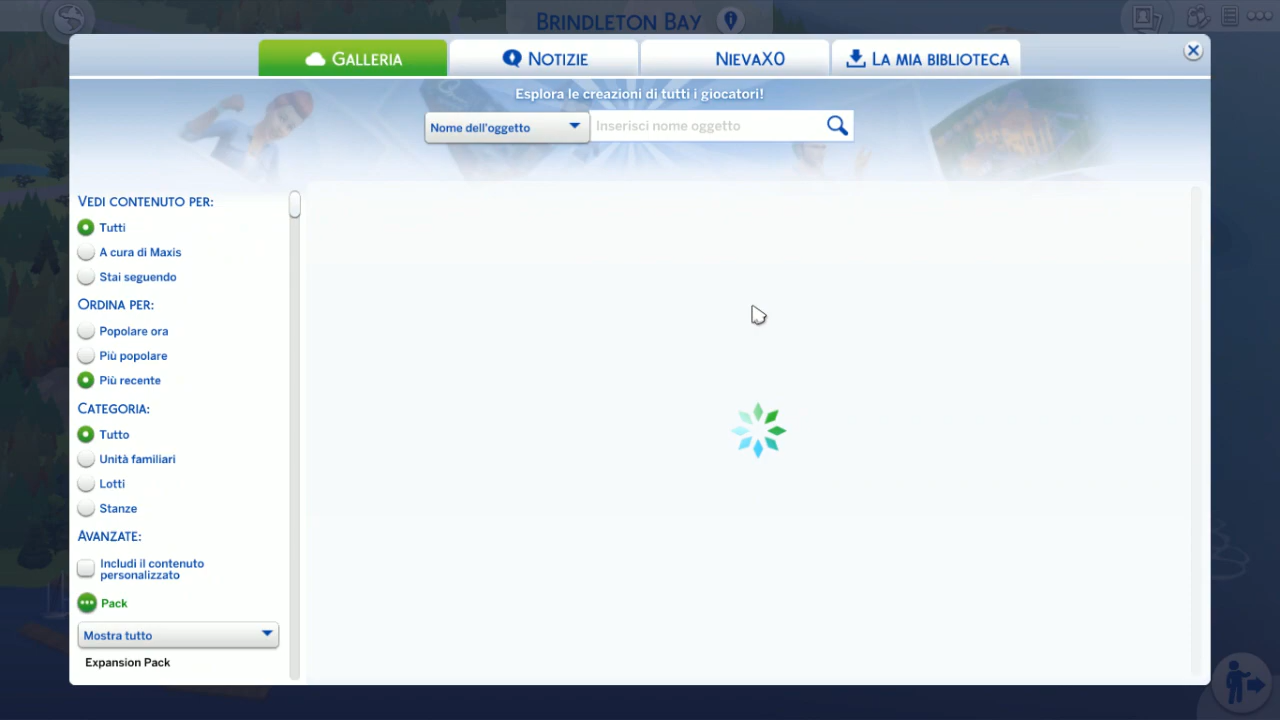 BRINDLETON BAY
GALLERIA
NOTIZIE
NIEVAXO
LA MIA BIBLIOTECA
Esplora le creazioni di tutti i giocatori!
Nome dell'oggetto
Inserisci nome oggetto
VEDI CONTENUTO PER:
Tutti
A cura di Maxis
Stai seguendo
ORDINA PER:
Popolare ora
Più popolare
Più recente
CATEGORIA:
Tutto
Unità familiari
Lotti
Stanze
AVANZATE:
Includi il contenuto
personalizzato
Pack
Mostra tutto
Expansion Pack